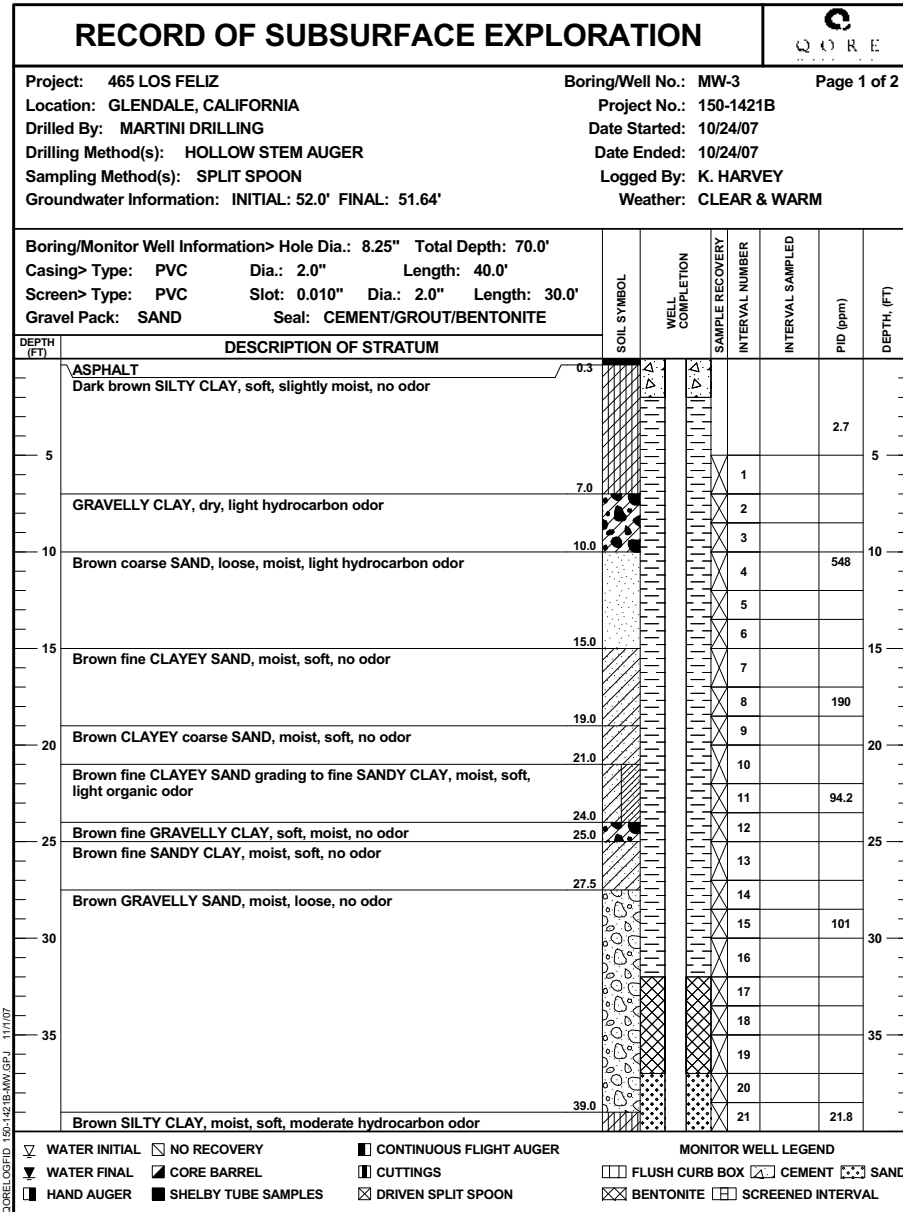 RECORD OF SUBSURFACE EXPLORATION
QORE
Project: 465 LOS FELIZ
Boring/Well No.: MW-3
Page 1 of 2
Location: GLENDALE, CALIFORNIA
Project No.: 150-1421B
Drilled By: MARTINI DRILLING
Date Started: 10/24/07
Drilling Method(s): HOLLOW STEM AUGER
Date Ended: 10/24/07
Sampling Method(s): SPLIT SPOON
Logged By: K. HARVEY
Groundwater Information: INITIAL: 52.0' FINAL: 51.64'
Weather: CLEAR & WARM
Boring/Monitor Well Information> Hole Dia.: 8.25" Total Depth: 70.0'
Casing> Type: PVC Dia.: 2.0" Length: 40.0'
Screen> Type: PVC Slot: 0.010" Dia.: 2.0" Length: 30.0'
Gravel Pack: SAND Seal: CEMENT/GROUT/BENTONITE
DEPTH (FT)
DESCRIPTION OF STRATUM
SOIL SYMBOL
WELL COMPLETION
SAMPLE RECOVERY
INTERVAL NUMBER
INTERVAL SAMPLED
PID (ppm)
DEPTH, (FT)
ASPHALT 0.3
Dark brown SILTY CLAY, soft, slightly moist, no odor
2.7
5 5
1
7.0
GRAVELLY CLAY, dry, light hydrocarbon odor 2
3
10.0
10 10
Brown coarse SAND, loose, moist, light hydrocarbon odor 4 548
5
6
15.0
15 15
Brown fine CLAYEY SAND, moist, soft, no odor 7
8 190
19.0
Brown CLAYEY coarse SAND, moist, soft, no odor 9
20 20
21.0 10
Brown fine CLAYEY SAND grading to fine SANDY CLAY, moist, soft,
light organic odor
11 94.2
24.0
Brown fine GRAVELLY CLAY, soft, moist, no odor 25.0 12
25 25
Brown fine SANDY CLAY, moist, soft, no odor 13
27.5
Brown GRAVELLY SAND, moist, loose, no odor 14
15 101
30 30
16
17
18
35 35
19
20
39.0
Brown SILTY CLAY, moist, soft, moderate hydrocarbon odor 21 21.8
WATER INITIAL NO RECOVERY CONTINUOUS FLIGHT AUGER MONITOR WELL LEGEND
WATER FINAL CORE BARREL CUTTINGS FLUSH CURB BOX CEMENT SAND
HAND AUGER SHELBY TUBE SAMPLES DRIVEN SPLIT SPOON BENTONITE SCREENED INTERVAL
QORELOGFID 150-1421B-MW.GPJ 11/1/07